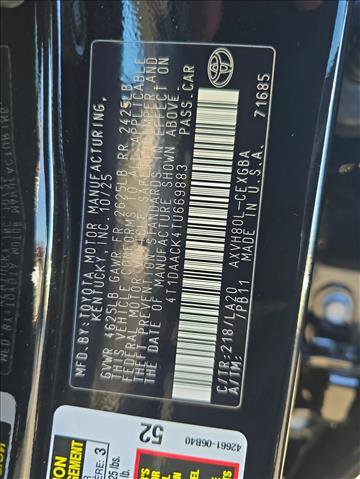 MFD.BY:TOYOTA MOTOR MANUFACTURING,
KENTUCKY, INC. 10/25
GVWR 4625LB GAWR FR 2625LB RR 2425LB
THIS VEHICLE CONFORMS TO ALL APPLICABLE
FEDERAL MOTOR VEHICLE SAFETY, BUMPER, AND
THEFT PREVENTION STANDARDS IN EFFECT ON
THE DATE OF MANUFACTURE SHOWN ABOVE.
4T1DAACK4TU669883 PASS.CAR
C/TR:218 /LA20 AXVH80L-CEXGBA
A/TM: /PB11 MADE IN U.S.A.
71685
TOYOTA
52
42661-06B40
3